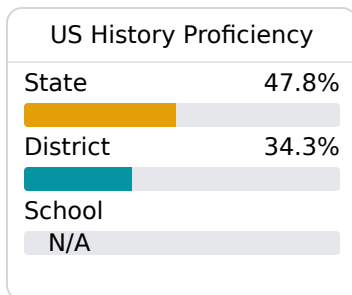 US History Proficiency
State 47.8%
District 34.3%
School
N/A